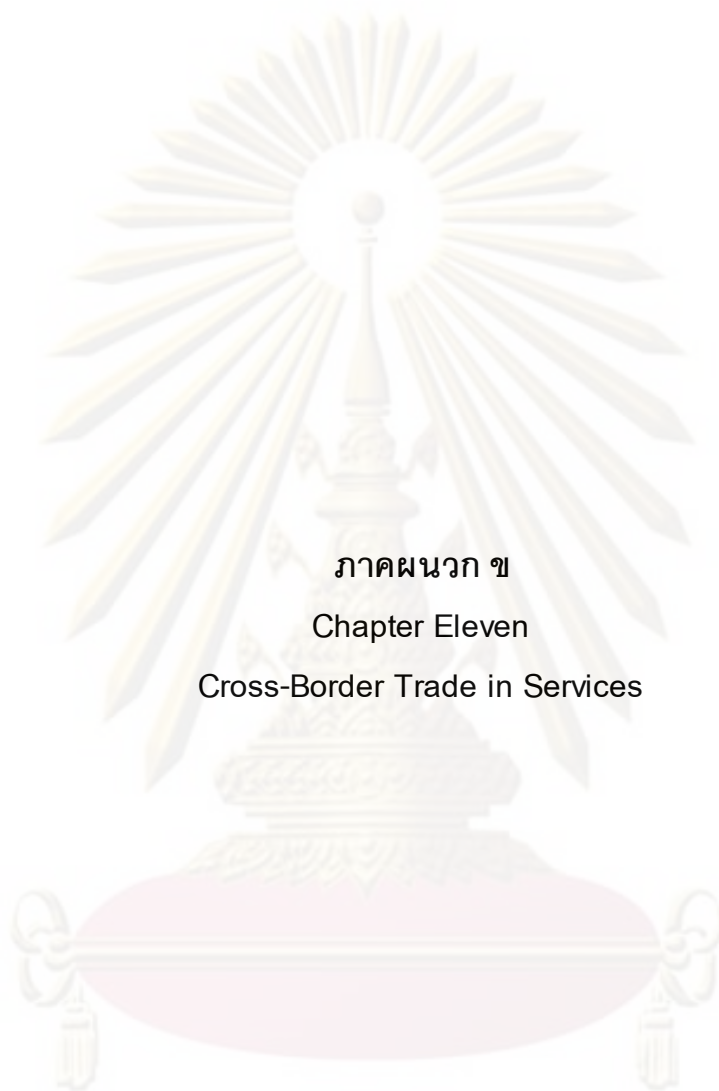 ภาคผนวก ข
Chapter Eleven
Cross-Border Trade in Services